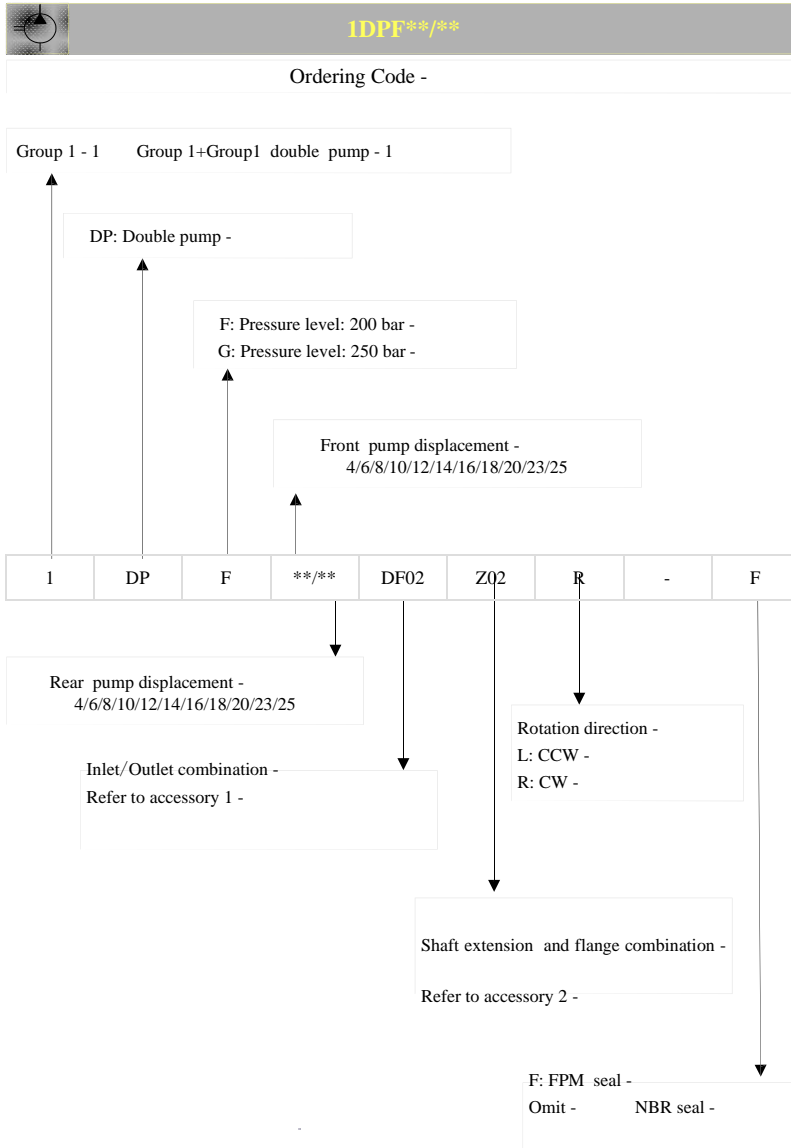 1DPF**/**
Ordering Code -
Group 1 - 1 Group 1+Group1 double pump - 1
DP: Double pump -
F: Pressure level: 200 bar -
G: Pressure level: 250 bar -
Front pump displacement -
4/6/8/10/12/14/16/18/20/23/25
1 DP F **/** DF02 Z02 R - F
Rear pump displacement -
4/6/8/10/12/14/16/18/20/23/25
Inlet/Outlet combination -
Refer to accessory 1 -
Rotation direction -
L: CCW -
R: CW -
Shaft extension and flange combination -
Refer to accessory 2 -
F: FPM seal -
Omit - NBR seal -